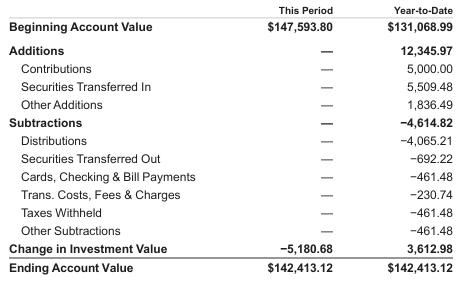 This Period Year-to-Date
Beginning Account Value $147,593.80 $131,068.99
Additions — 12,345.97
Contributions — 5,000.00
Securities Transferred In — 5,509.48
Other Additions — 1,836.49
Subtractions — −4,614.82
Distributions — −4,065.21
Securities Transferred Out — −692.22
Cards, Checking & Bill Payments — −461.48
Trans. Costs, Fees & Charges — −230.74
Taxes Withheld — −461.48
Other Subtractions — −461.48
Change in Investment Value −5,180.68 3,612.98
Ending Account Value $142,413.12 $142,413.12